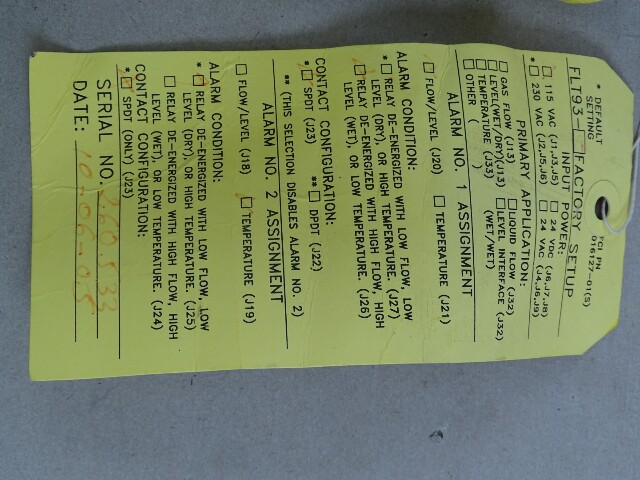 * DEFAULT SETTING
FCI PN
016127-01(S)
FLT93- FACTORY SETUP
INPUT POWER:
* □ 115 VAC (J1,J3,J5) □ 24 VDC (J6,J7,J8)
□ 230 VAC (J2,J5,J8) □ 24 VAC (J4,J6,J9)
PRIMARY APPLICATION:
□ GAS FLOW (J13) □ LIQUID FLOW (J32)
□ LEVEL(WET/DRY)(J13) □ LEVEL INTERFACE (J32)
□ TEMPERATURE (J33) (WET/WET)
□ OTHER ( )
ALARM NO. 1 ASSIGNMENT
□ FLOW/LEVEL (J20) □ TEMPERATURE (J21)
ALARM CONDITION:
* □ RELAY DE-ENERGIZED WITH LOW FLOW, LOW
LEVEL (DRY), OR HIGH TEMPERATURE. (J27)
□ RELAY DE-ENERGIZED WITH HIGH FLOW, HIGH
LEVEL (WET), OR LOW TEMPERATURE. (J26)
CONTACT CONFIGURATION:
* □ SPDT (J23) ** □ DPDT (J22)
** (THIS SELECTION DISABLES ALARM NO. 2)
ALARM NO. 2 ASSIGNMENT
□ FLOW/LEVEL (J18) □ TEMPERATURE (J19)
ALARM CONDITION:
* □ RELAY DE-ENERGIZED WITH LOW FLOW, LOW
LEVEL (DRY), OR HIGH TEMPERATURE. (J25)
□ RELAY DE-ENERGIZED WITH HIGH FLOW, HIGH
LEVEL (WET), OR LOW TEMPERATURE. (J24)
CONTACT CONFIGURATION:
* □ SPDT (ONLY) (J23)
SERIAL NO.
DATE: 10-06-05